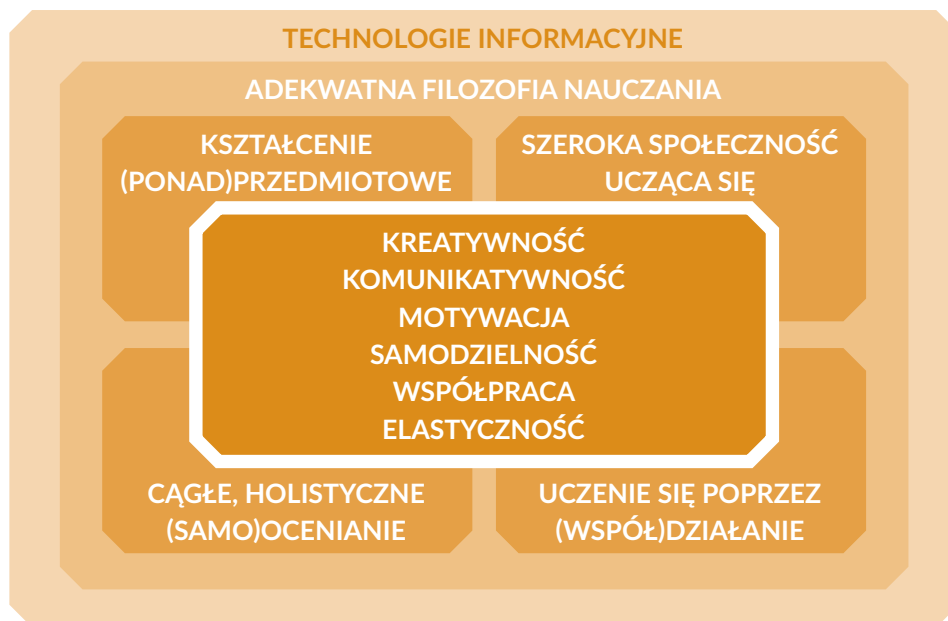 TECHNOLOGIE INFORMACYJNE
ADEKWATNA FILOZOFIA NAUCZANIA
KSZTAŁCENIE
(PONAD)PRZEDMIOTOWE
SZEROKA SPOŁECZNOŚĆ
UCZĄCA SIĘ
KREATYWNOŚĆ
KOMUNIKATYWNOŚĆ
MOTYWACJA
SAMODZIELNOŚĆ
WSPÓŁPRACA
ELASTYCZNOŚĆ
CĄGŁE, HOLISTYCZNE
(SAMO)OCENIANIE
UCZENIE SIĘ POPRZEZ
(WSPÓŁ)DZIAŁANIE